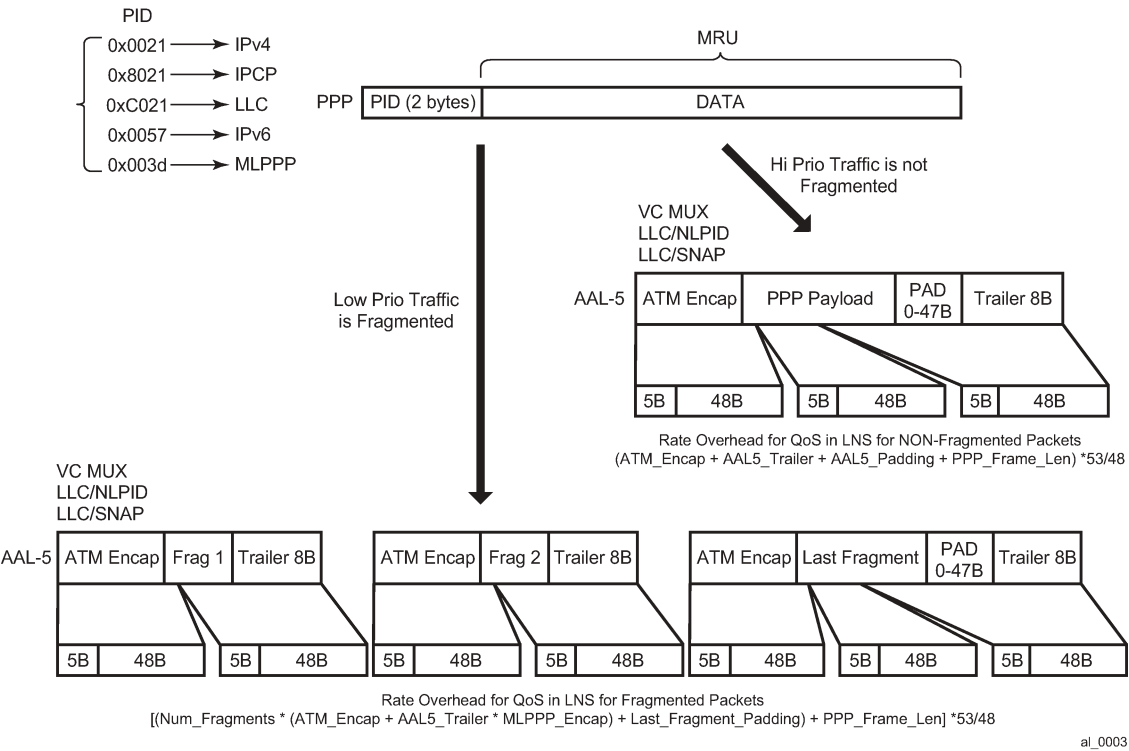 PID
0x0021 IPv4
0x8021 IPCP
0xC021 LLC
0x0057 IPv6
0x003d MLPPP
MRU
PPP PID (2 bytes) DATA
Hi Prio Traffic is not
Fragmented
VC MUX
LLC/NLPID
LLC/SNAP
AAL-5 ATM Encap PPP Payload PAD 0-47B Trailer 8B
5B 48B 5B 48B 5B 48B
Rate Overhead for QoS in LNS for NON-Fragmented Packets
(ATM_Encap + AAL5_Trailer + AAL5_Padding + PPP_Frame_Len) *53/48
Low Prio Traffic
is Fragmented
VC MUX
LLC/NLPID
LLC/SNAP
AAL-5 ATM Encap Frag 1 Trailer 8B ATM Encap Frag 2 Trailer 8B ATM Encap Last Fragment PAD 0-47B Trailer 8B
5B 48B 5B 48B 5B 48B 5B 48B 5B 48B 5B 48B 5B 48B
Rate Overhead for QoS in LNS for Fragmented Packets
[(Num_Fragments * (ATM_Encap + AAL5_Trailer * MLPPP_Encap) + Last_Fragment_Padding) + PPP_Frame_Len] *53/48
al_0003